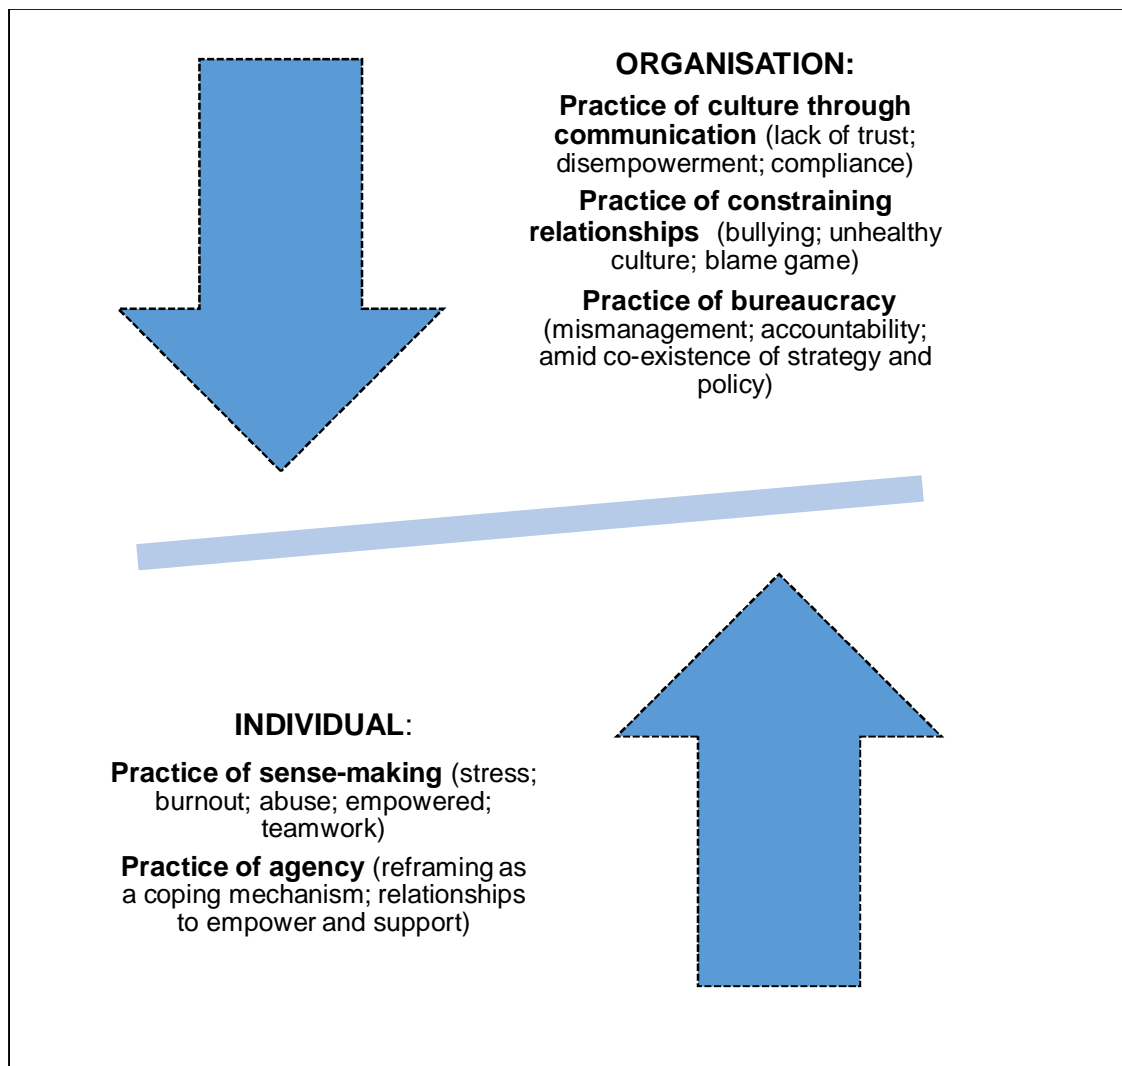 ORGANISATION:
Practice of culture through
communication (lack of trust;
disempowerment; compliance)
Practice of constraining
relationships (bullying; unhealthy
culture; blame game)
Practice of bureaucracy
(mismanagement; accountability;
amid co-existence of strategy and
policy)
INDIVIDUAL:
Practice of sense-making (stress;
burnout; abuse; empowered;
teamwork)
Practice of agency (reframing as
a coping mechanism; relationships
to empower and support)